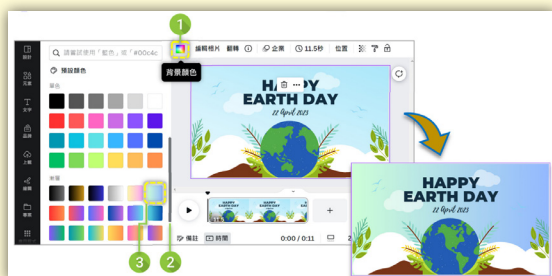 1
編輯相片 翻轉 企業 11.5秒 位置
請嘗試使用「藍色」或「#00c4c
背景顏色
預設顏色
設計
元素
文字
品牌
上載
繪圖
專案
純色
漸層
HAPPY
EARTH DAY
22 April 2023
HAPPY
EARTH DAY
22 April 2023
備註 時間 0:00 / 0:11
3 2